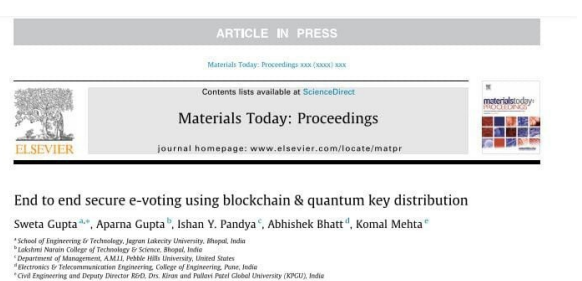 ARTICLE IN PRESS
Materials Today: Proceedings xxx (xxxx) xxx
Contents lists available at ScienceDirect
Materials Today: Proceedings
journal homepage: www.elsevier.com/locate/matpr
ELSEVIER
materialstoday:
PROCEEDINGS
End to end secure e-voting using blockchain & quantum key distribution
Sweta Gupta a,*, Aparna Gupta b, Ishan Y. Pandya c, Abhishek Bhatt d, Komal Mehta e
a School of Engineering & Technology, Jagran Lakecity University, Bhopal, India
b Lakshmi Narain College of Technology & Science, Bhopal, India
c Department of Management, A.M.I.I, Pebble Hills University, United States
d Electronics & Telecommunication Engineering, College of Engineering, Pune, India
e Civil Engineering and Deputy Director R&D, Drs. Kiran and Pallavi Patel Global University (KPGU), India